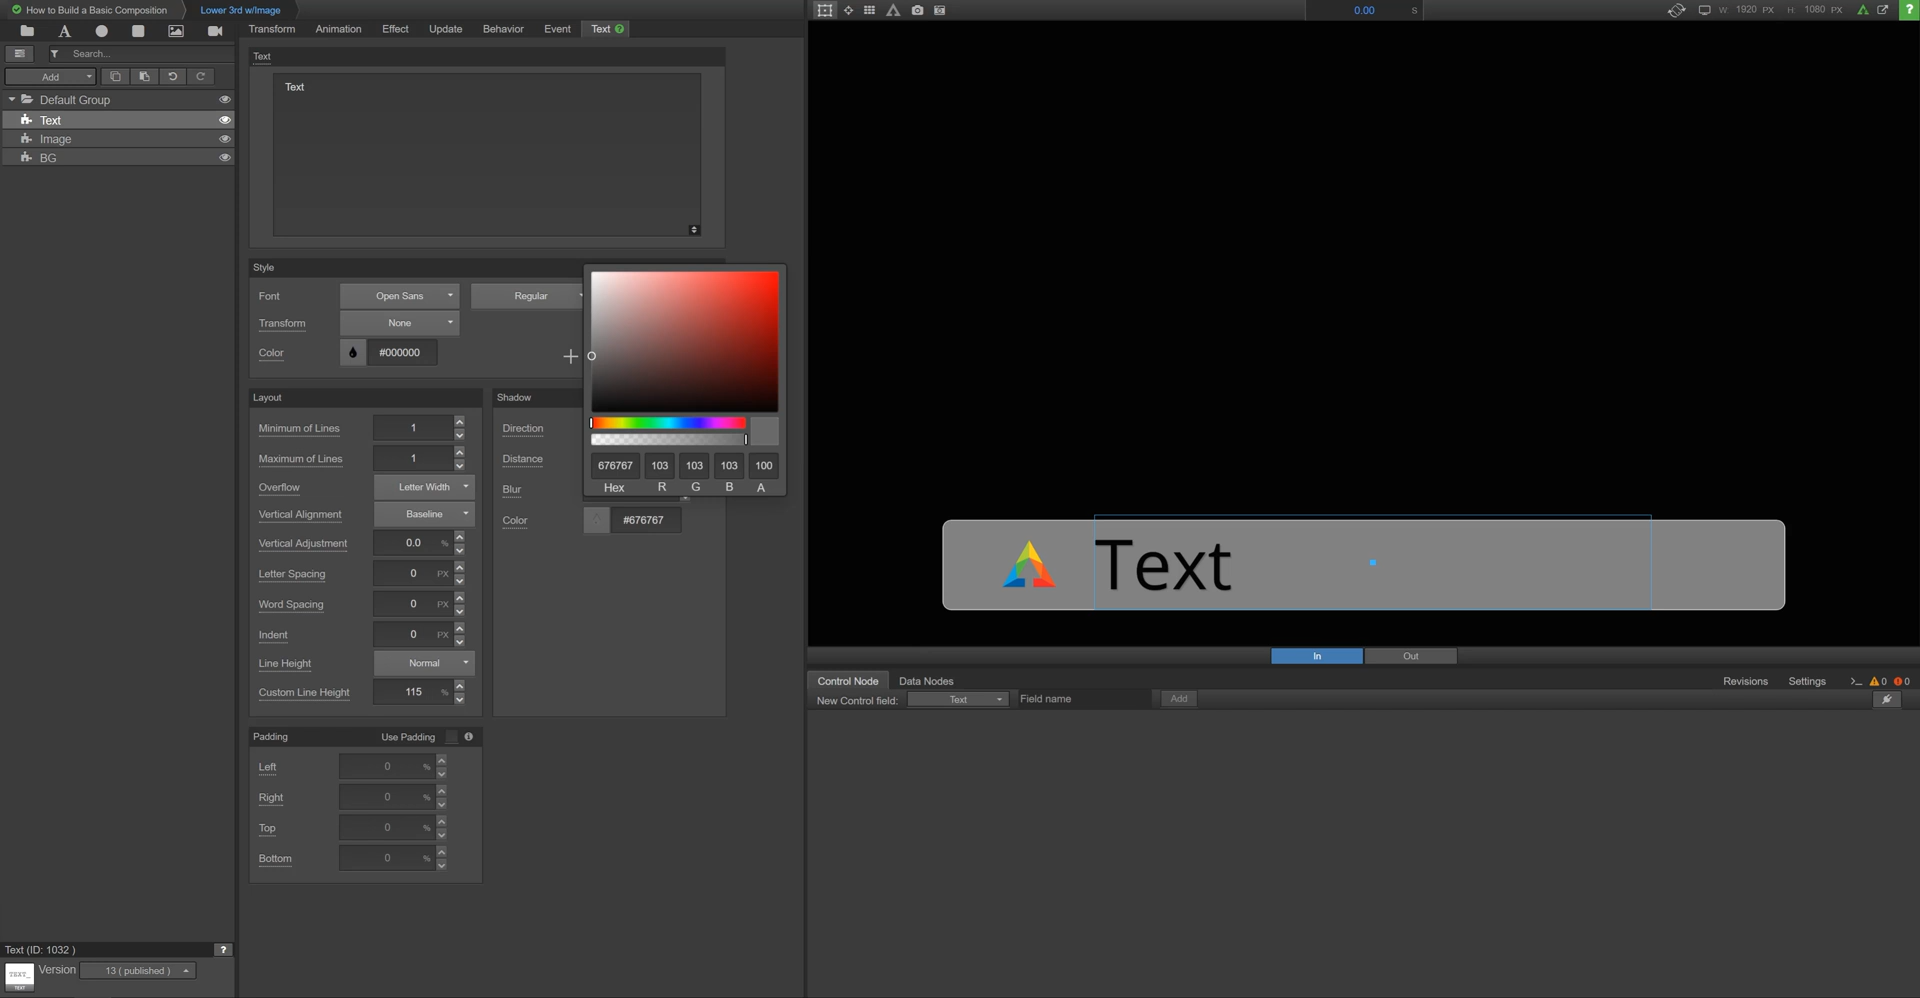 How to Build a Basic Composition
Lower 3rd w/Image
0.00 S
W: 1920 PX H: 1080 PX
?
A
Transform Animation Effect Update Behavior Event Text ?
Search...
Add
Default Group
Text
Image
BG
Text
Text
Style
Font Open Sans Regular
Transform None
Color #000000
Layout
Minimum of Lines 1
Maximum of Lines 1
Overflow Letter Width
Vertical Alignment Baseline
Vertical Adjustment 0.0 %
Letter Spacing 0 PX
Word Spacing 0 PX
Indent 0 PX
Line Height Normal
Custom Line Height 115 %
Shadow
Direction
Distance
Blur
Color #676767
676767 103 103 103 100
Hex R G B A
Padding Use Padding
Left 0 %
Right 0 %
Top 0 %
Bottom 0 %
Text (ID: 1032 ) ?
TEXT_
TEXT
Version 13 ( published )
Text
In Out
Control Node Data Nodes Revisions Settings >_ 0 0
New Control field: Text Field name Add